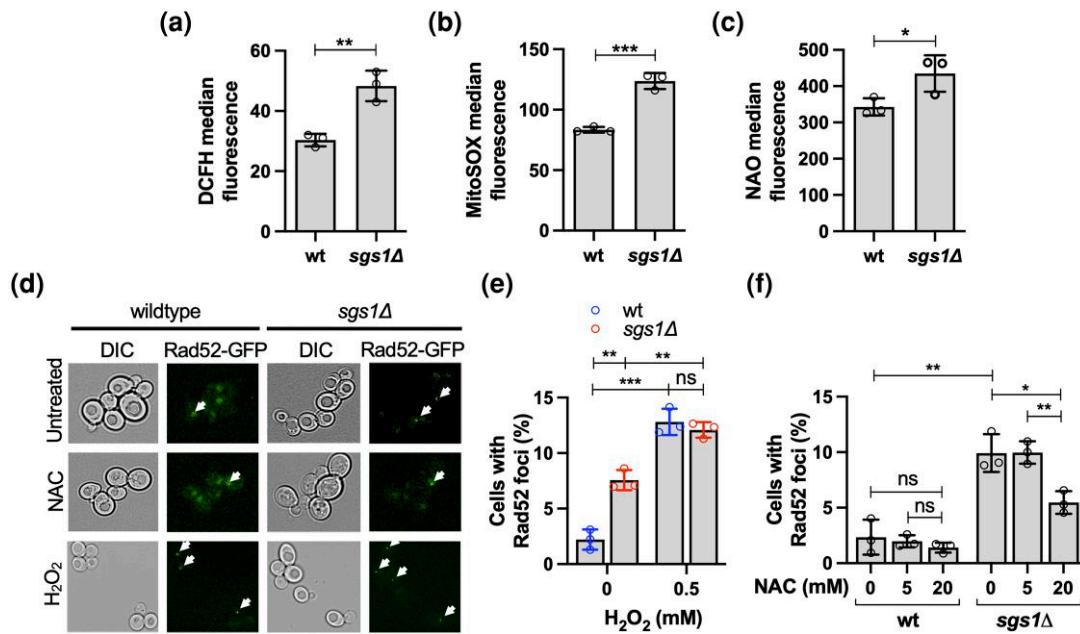 (a)
DCFH median
fluorescence
60
40
20
0
**
wt
sgs1Δ
(b)
MitoSOX median
fluorescence
150
100
50
0
***
wt
sgs1Δ
(c)
NAO median
fluorescence
500
400
300
200
100
0
*
wt
sgs1Δ
(d)
wildtype
sgs1Δ
DIC
Rad52-GFP
DIC
Rad52-GFP
Untreated
NAC
H₂O₂
(e)
wt
sgs1Δ
**
**
***
ns
Cells with
Rad52 foci (%)
15
10
5
0
0
0.5
H₂O₂ (mM)
(f)
**
*
**
ns
ns
Cells with
Rad52 foci (%)
15
10
5
0
NAC (mM)
0
5
20
0
5
20
wt
sgs1Δ